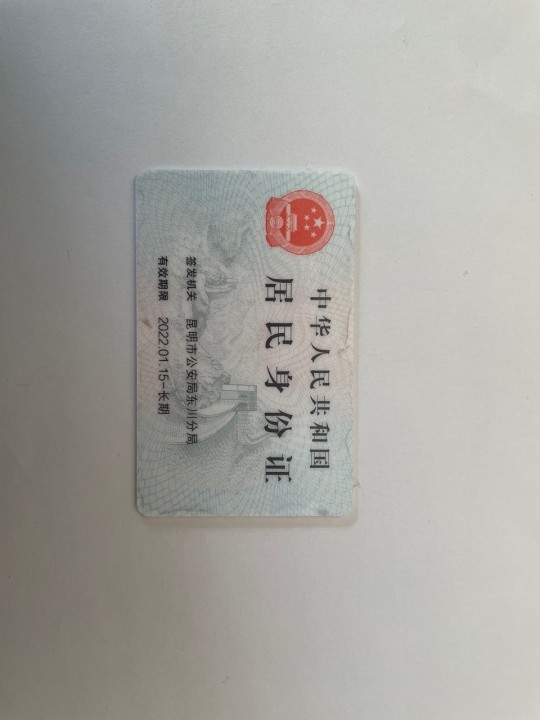 中华人民共和国
居民身份证
签发机关 昆明市公安局东川分局
有效期限 2022.01.15-长期